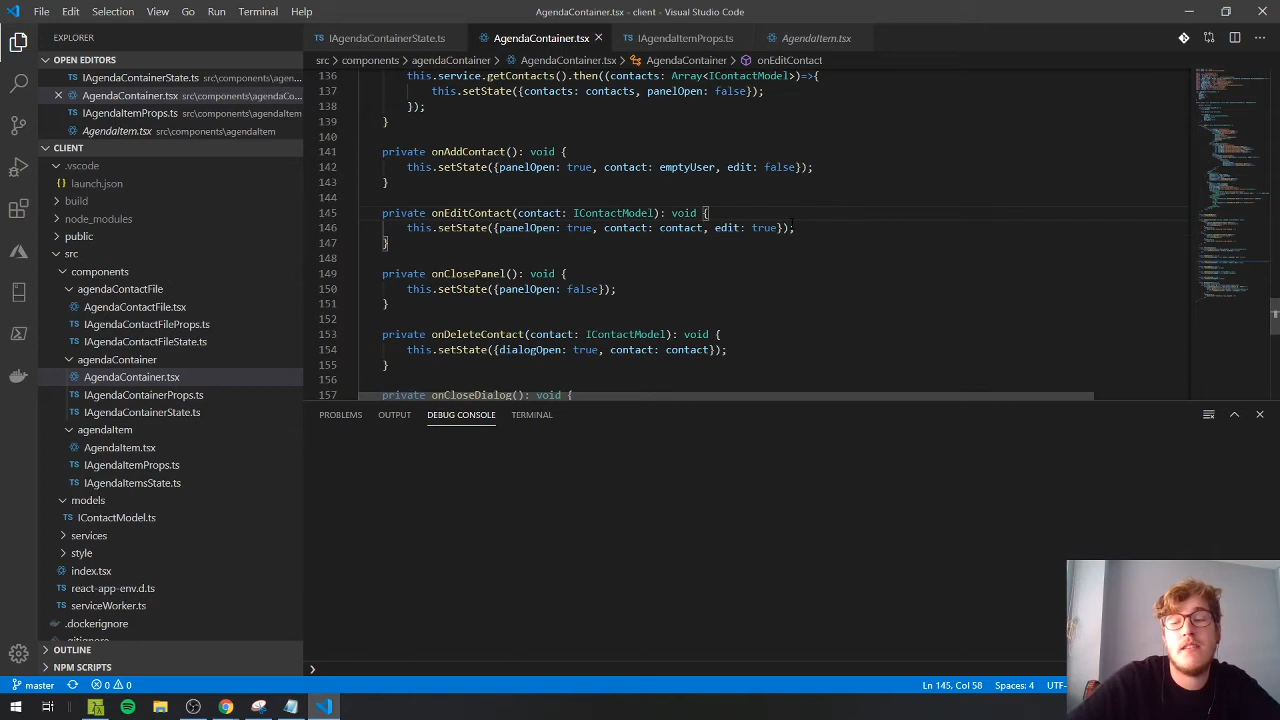 File Edit Selection View Go Run Terminal Help
AgendaContainer.tsx - client - Visual Studio Code
EXPLORER
OPEN EDITORS
IAgendaContainerState.ts src\components\agen...
AgendaContainer.tsx src\components\agendaCo...
IAgendaItemProps.ts src\components\agendaItem
AgendaItem.tsx src\components\agendaItem
CLIENT
.vscode
launch.json
build
node_modules
public
src
components
agendaContactFile
AgendaContactFile.tsx
IAgendaContactFileProps.ts
IAgendaContactFileState.ts
agendaContainer
AgendaContainer.tsx
IAgendaContainerProps.ts
IAgendaContainerState.ts
agendaItem
AgendaItem.tsx
IAgendaItemProps.ts
IAgendaItemsState.ts
models
IContactModel.ts
services
style
index.tsx
react-app-env.d.ts
serviceWorker.ts
.dockerignore
.gitignore
OUTLINE
NPM SCRIPTS
IAgendaContainerState.ts AgendaContainer.tsx IAgendaItemProps.ts AgendaItem.tsx
src > components > agendaContainer > AgendaContainer.tsx > AgendaContainer > onEditContact
136 this.service.getContacts().then((contacts: Array<IContactModel>)=>{
137 this.setState({contacts: contacts, panelOpen: false});
138 });
139 }
140
141 private onAddContact(): void {
142 this.setState({panelOpen: true, contact: emptyUser, edit: false});
143 }
144
145 private onEditContact(contact: IContactModel): void {
146 this.setState({panelOpen: true, contact: contact, edit: true});
147 }
148
149 private onClosePanel(): void {
150 this.setState({panelOpen: false});
151 }
152
153 private onDeleteContact(contact: IContactModel): void {
154 this.setState({dialogOpen: true, contact: contact});
155 }
156
157 private onCloseDialog(): void {
PROBLEMS OUTPUT DEBUG CONSOLE TERMINAL
master 0 0 Ln 145, Col 58 Spaces: 4 UTF-